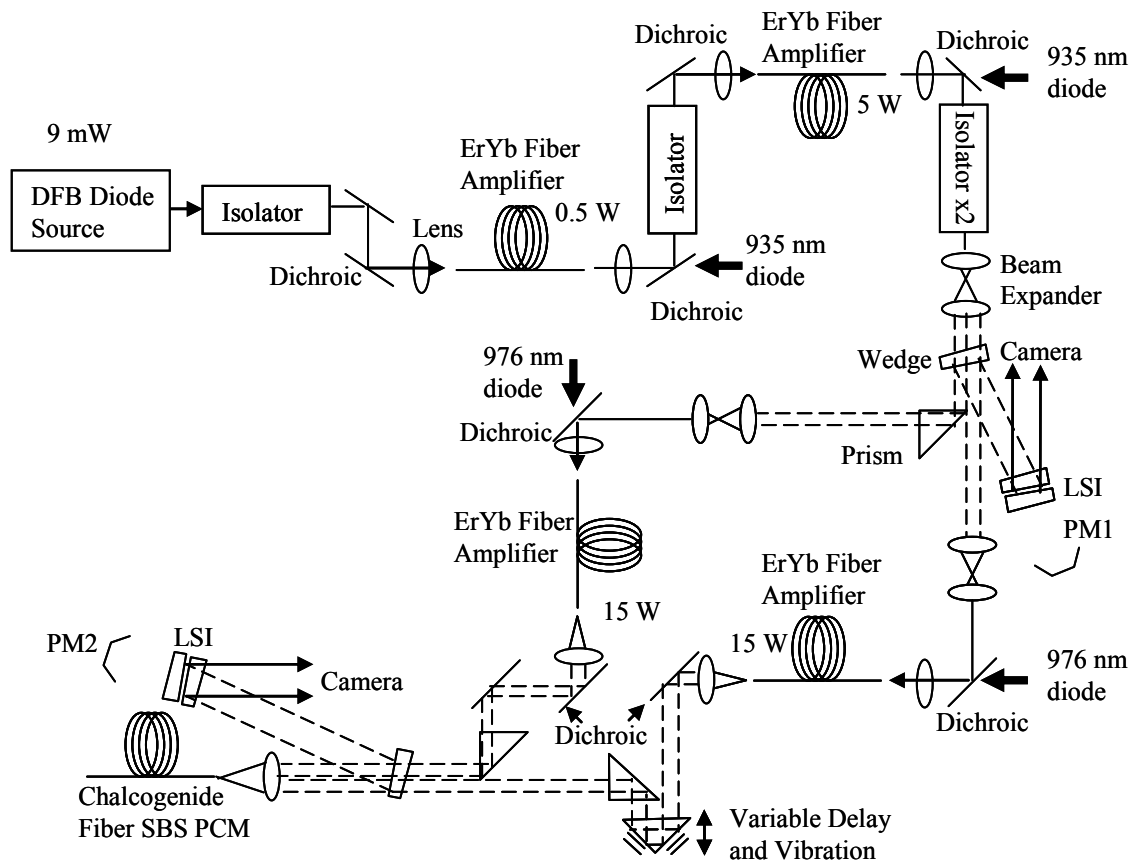 ErYb Fiber
Amplifier
Dichroic
Dichroic
935 nm
diode
5 W
9 mW
ErYb Fiber
Amplifier
Isolator
Isolator x2
DFB Diode
Source
Isolator
0.5 W
Lens
Dichroic
935 nm
diode
Dichroic
Beam
Expander
976 nm
diode
Wedge
Camera
Dichroic
Prism
LSI
ErYb Fiber
Amplifier
PM1
ErYb Fiber
Amplifier
15 W
15 W
PM2
LSI
Camera
976 nm
diode
Dichroic
Dichroic
Chalcogenide
Fiber SBS PCM
Variable Delay
and Vibration